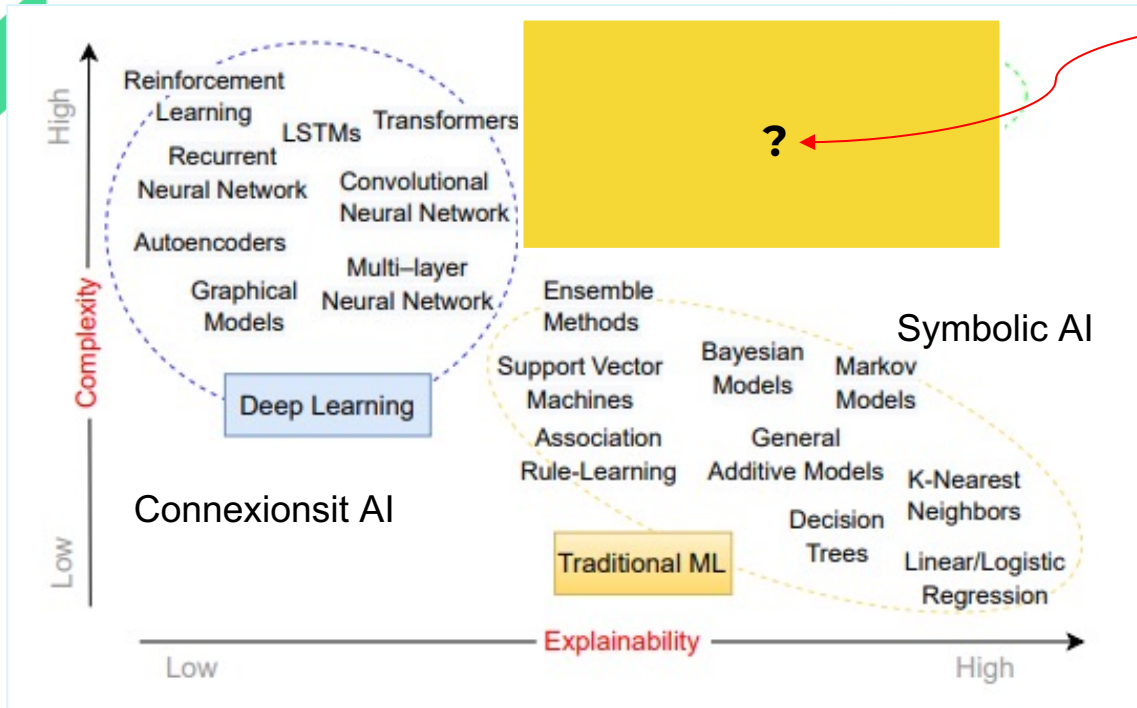 High
Complexity
Low
Reinforcement
Learning
LSTMs
Transformers
Recurrent
Neural Network
Convolutional
Neural Network
Autoencoders
Multi–layer
Neural Network
Graphical
Models
Deep Learning
Connexionsit AI
?
Ensemble
Methods
Symbolic AI
Support Vector
Machines
Bayesian
Models
Markov
Models
Association
Rule-Learning
General
Additive Models
K-Nearest
Neighbors
Decision
Trees
Linear/Logistic
Regression
Traditional ML
Low
Explainability
High